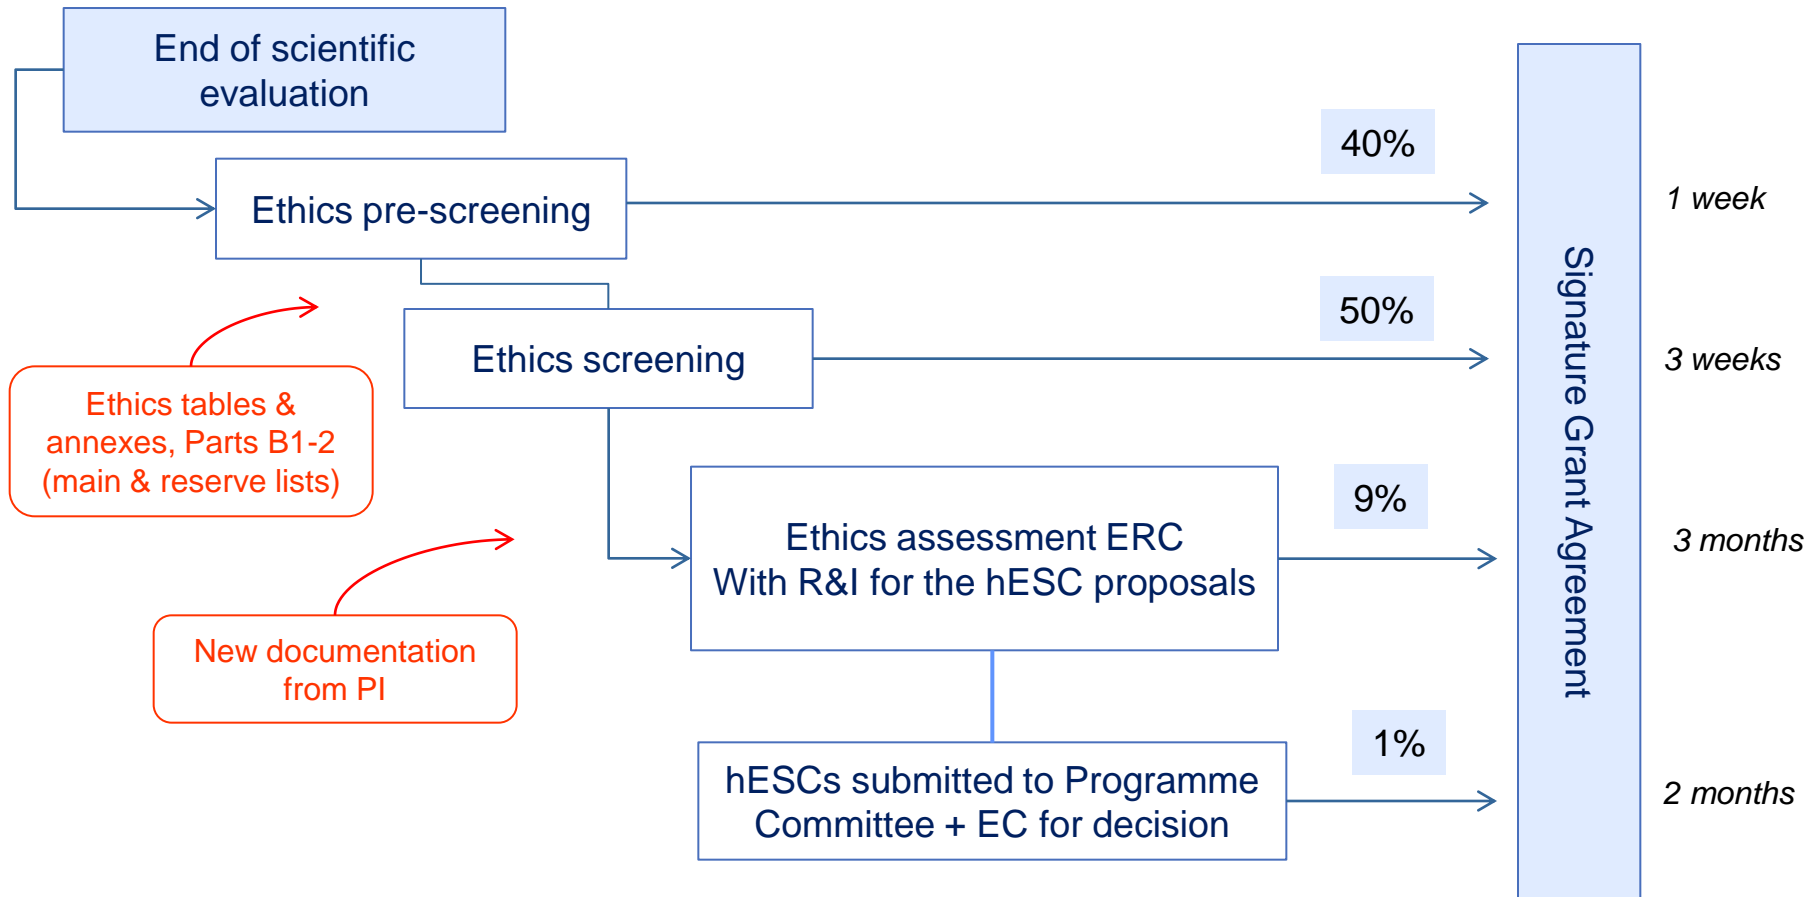 End of scientific
evaluation
40%
Ethics pre-screening
1 week
50%
Ethics screening
3 weeks
Ethics tables &
annexes, Parts B1-2
(main & reserve lists)
Signature Grant Agreement
9%
Ethics assessment ERC
With R&I for the hESC proposals
3 months
New documentation
from PI
1%
hESCs submitted to Programme
Committee + EC for decision
2 months